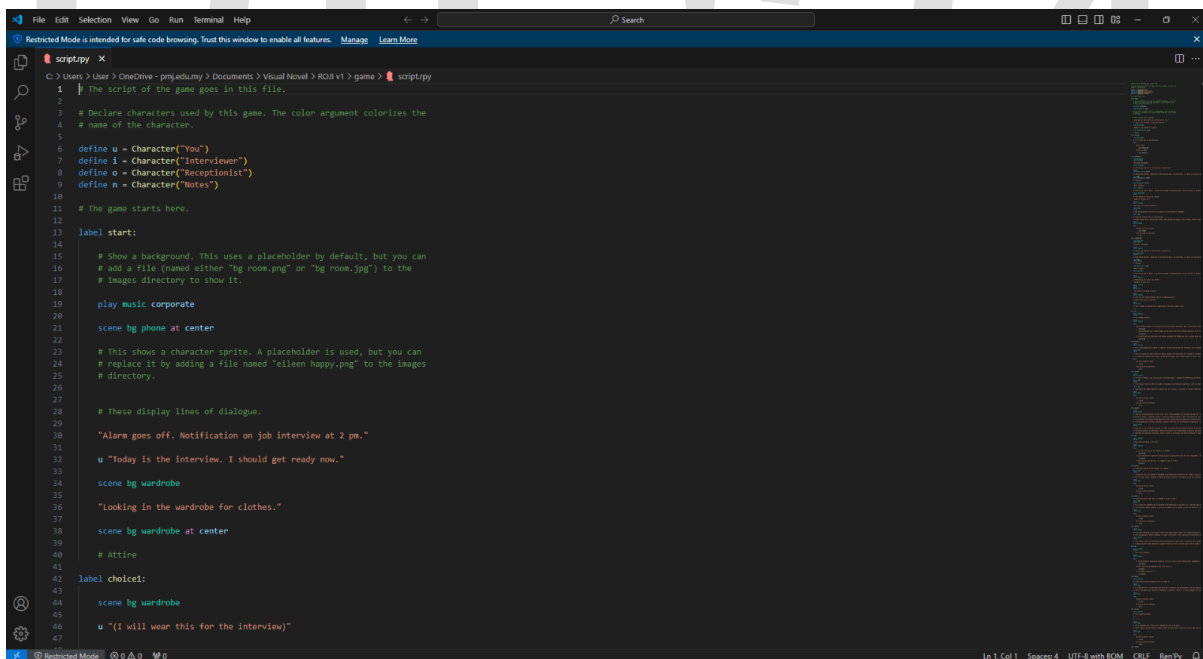 File Edit Selection View Go Run Terminal Help
Search
Restricted Mode is intended for safe code browsing. Trust this window to enable all features. Manage Learn More
script.rpy
C: > Users > User > OneDrive - pmj.edu.my > Documents > Visual Novel > ROJI v1 > game > script.rpy
1 # The script of the game goes in this file.
2
3 # Declare characters used by this game. The color argument colorizes the
4 # name of the character.
5
6 define u = Character("You")
7 define i = Character("Interviewer")
8 define o = Character("Receptionist")
9 define n = Character("Notes")
10
11 # The game starts here.
12
13 label start:
14
15 # Show a background. This uses a placeholder by default, but you can
16 # add a file (named either "bg room.png" or "bg room.jpg") to the
17 # images directory to show it.
18
19 play music corporate
20
21 scene bg phone at center
22
23 # This shows a character sprite. A placeholder is used, but you can
24 # replace it by adding a file named "eileen happy.png" to the images
25 # directory.
26
27
28 # These display lines of dialogue.
29
30 "Alarm goes off. Notification on job interview at 2 pm."
31
32 u "Today is the interview. I should get ready now."
33
34 scene bg wardrobe
35
36 "Looking in the wardrobe for clothes."
37
38 scene bg wardrobe at center
39
40 # Attire
41
42 label choice1:
43
44 scene bg wardrobe
45
46 u "(I will wear this for the interview)"
47
Restricted Mode 0 0 0 Ln 1, Col 1 Spaces: 4 UTF-8 with BOM CRLF Ren'Py